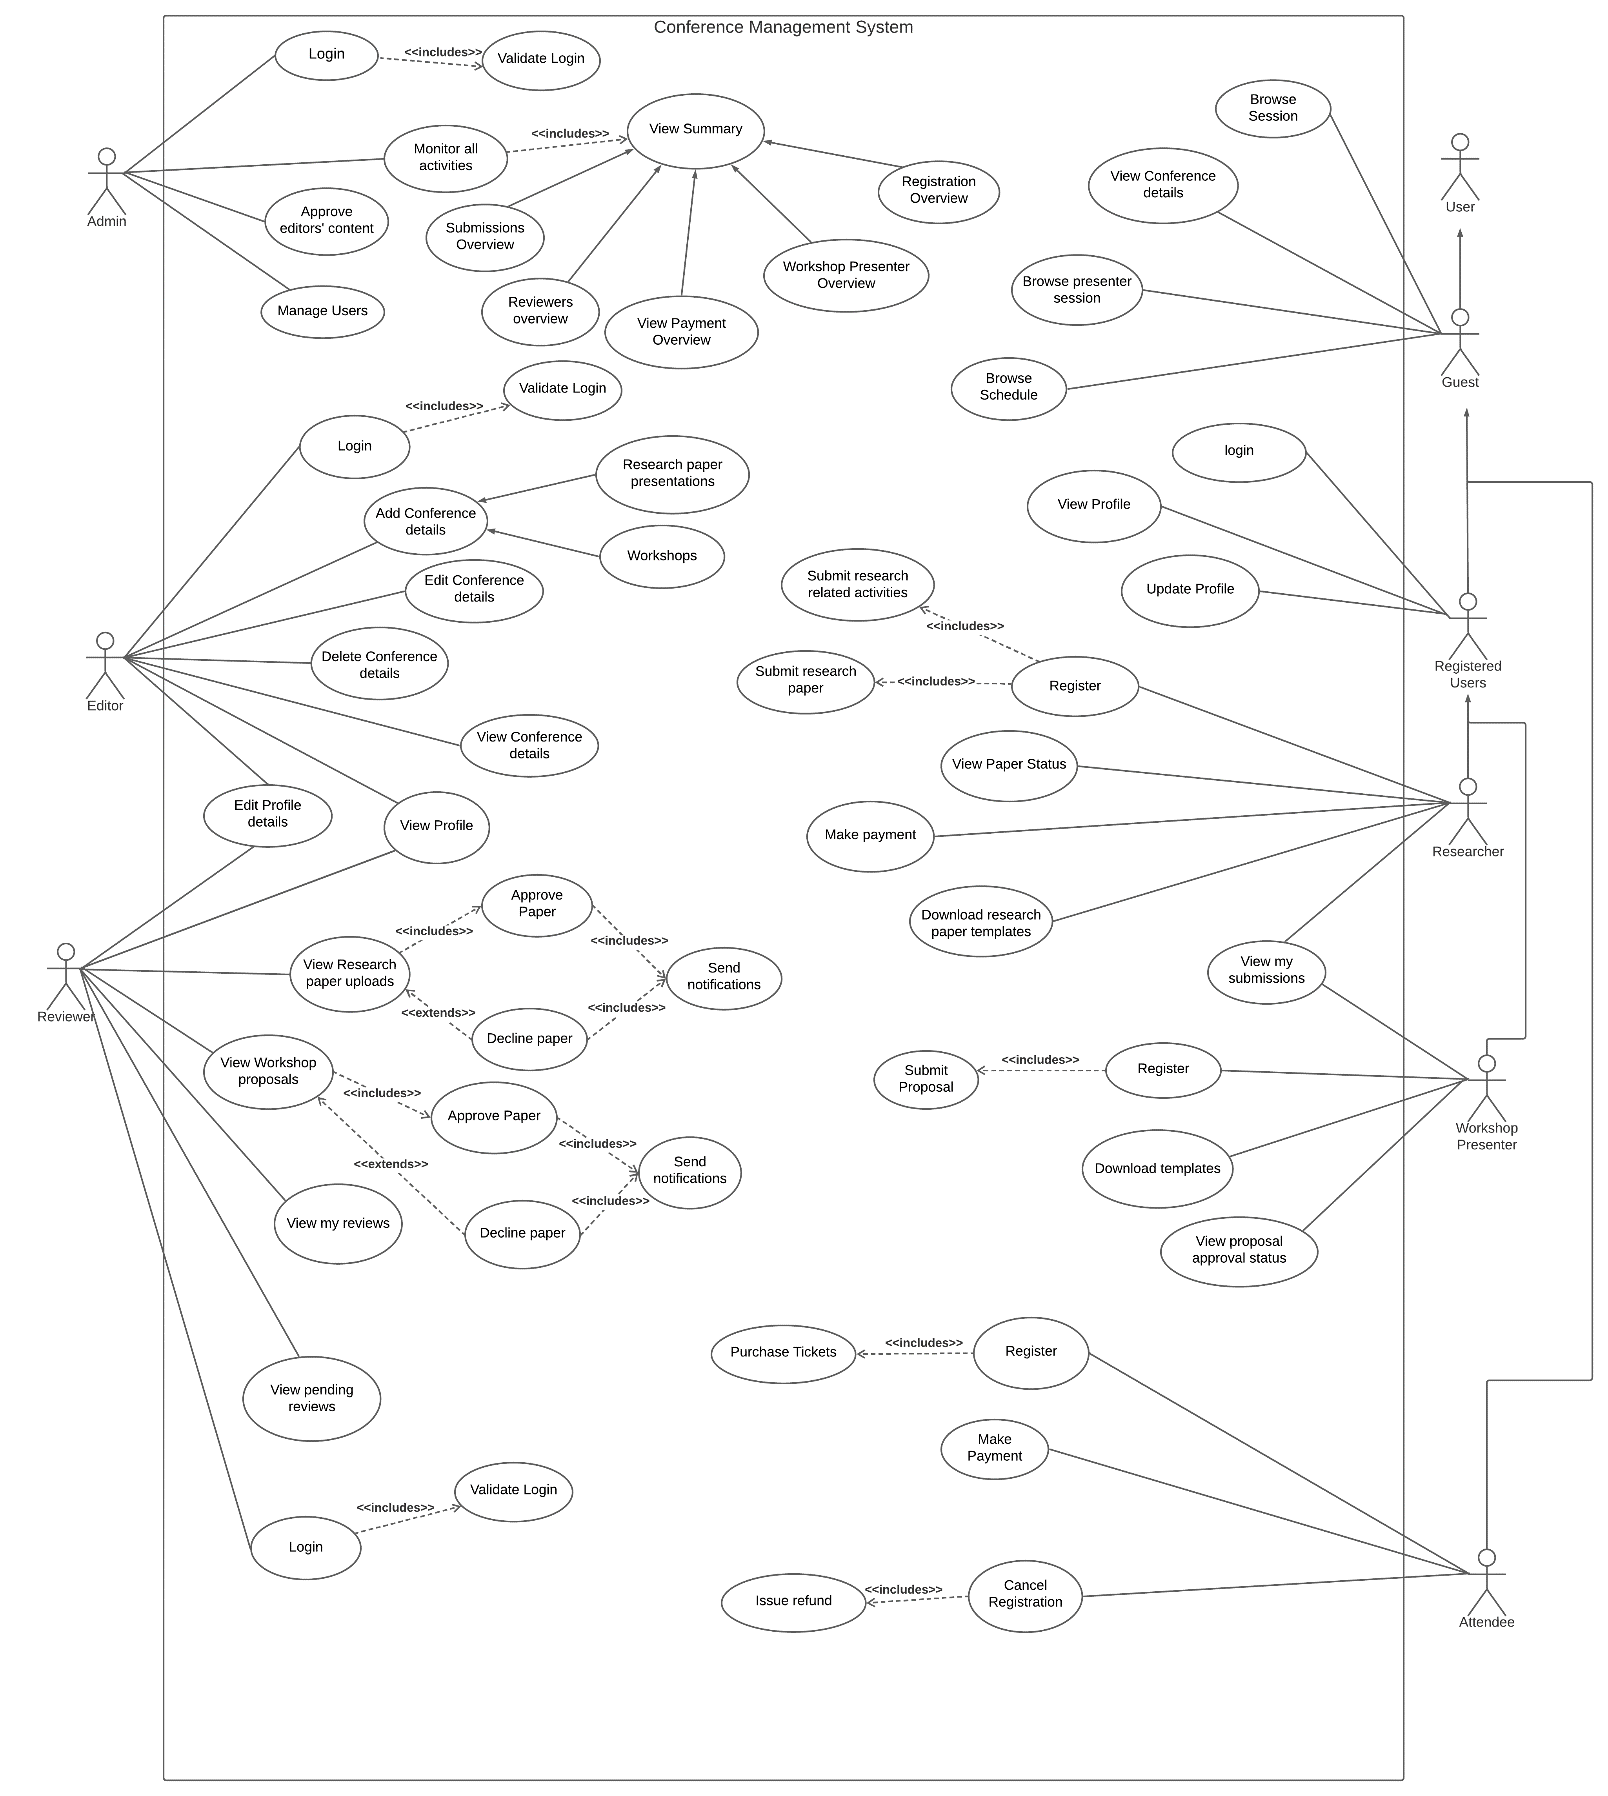 Conference Management System
Login
<<includes>>
Validate Login
Monitor all
activities
<<includes>>
View Summary
Registration
Overview
Submissions
Overview
Reviewers
overview
View Payment
Overview
Workshop Presenter
Overview
Approve
editors' content
Manage Users
Admin
Browse
Session
View Conference
details
Browse presenter
session
Browse
Schedule
User
Guest
Login
<<includes>>
Validate Login
Research paper
presentations
Add Conference
details
Workshops
Edit Conference
details
Delete Conference
details
View Conference
details
Editor
Edit Profile
details
View Profile
login
View Profile
Update Profile
Registered
Users
Submit research
related activities
<<includes>>
Submit research
paper
<<includes>>
Register
View Paper Status
Make payment
Download research
paper templates
View my
submissions
Researcher
Approve
Paper
<<includes>>
<<includes>>
View Research
paper uploads
Send
notifications
<<extends>>
<<includes>>
Decline paper
Reviewer
View Workshop
proposals
<<includes>>
Approve Paper
<<includes>>
<<extends>>
Send
notifications
<<includes>>
Decline paper
View my reviews
View pending
reviews
Login
<<includes>>
Validate Login
Submit
Proposal
<<includes>>
Register
Download templates
View proposal
approval status
Workshop
Presenter
Purchase Tickets
<<includes>>
Register
Make
Payment
Issue refund
<<includes>>
Cancel
Registration
Attendee